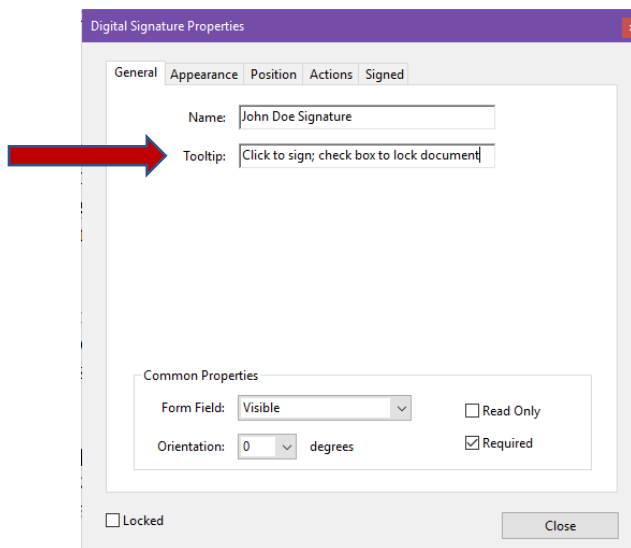 Digital Signature Properties
General Appearance Position Actions Signed
Name: John Doe Signature
Tooltip: Click to sign; check box to lock document
Common Properties
Form Field: Visible
Read Only
Orientation: 0 degrees
Required
Locked
Close